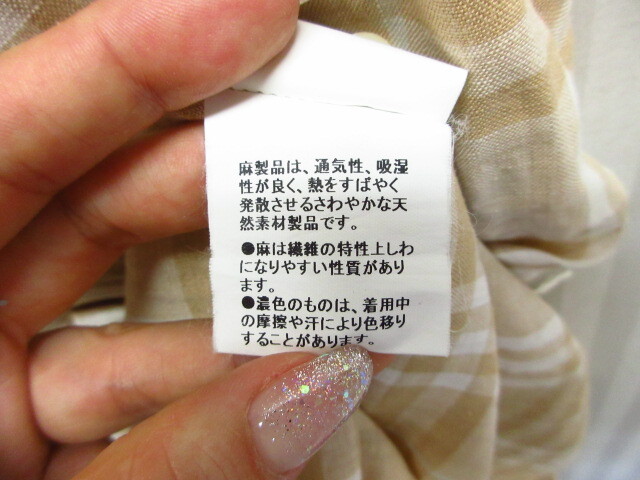 麻製品は、通気性、吸湿
性が良く、熱をすばやく
発散させるさわやかな天
然素材製品です。
●麻は繊維の特性上しわ
になりやすい性質があり
ます。
●濃色のものは、着用中
の摩擦や汗により色移り
することがあります。